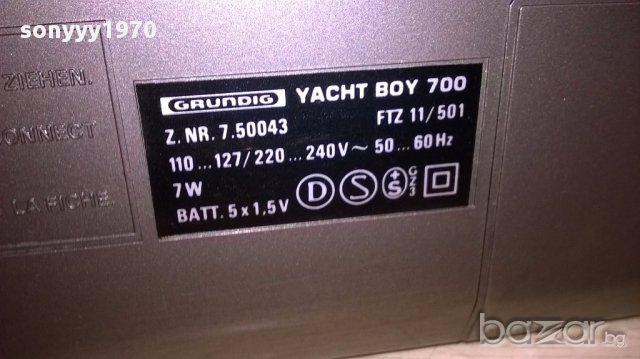 sonyyy1970
ZIEHEN.
CONNECT
LA FICHE
GRUNDIG YACHT BOY 700
Z. NR. 7.50043 FTZ 11/501
110...127/220...240V~ 50...60Hz
7W
BATT. 5x1,5V D S +S
bazar.bg